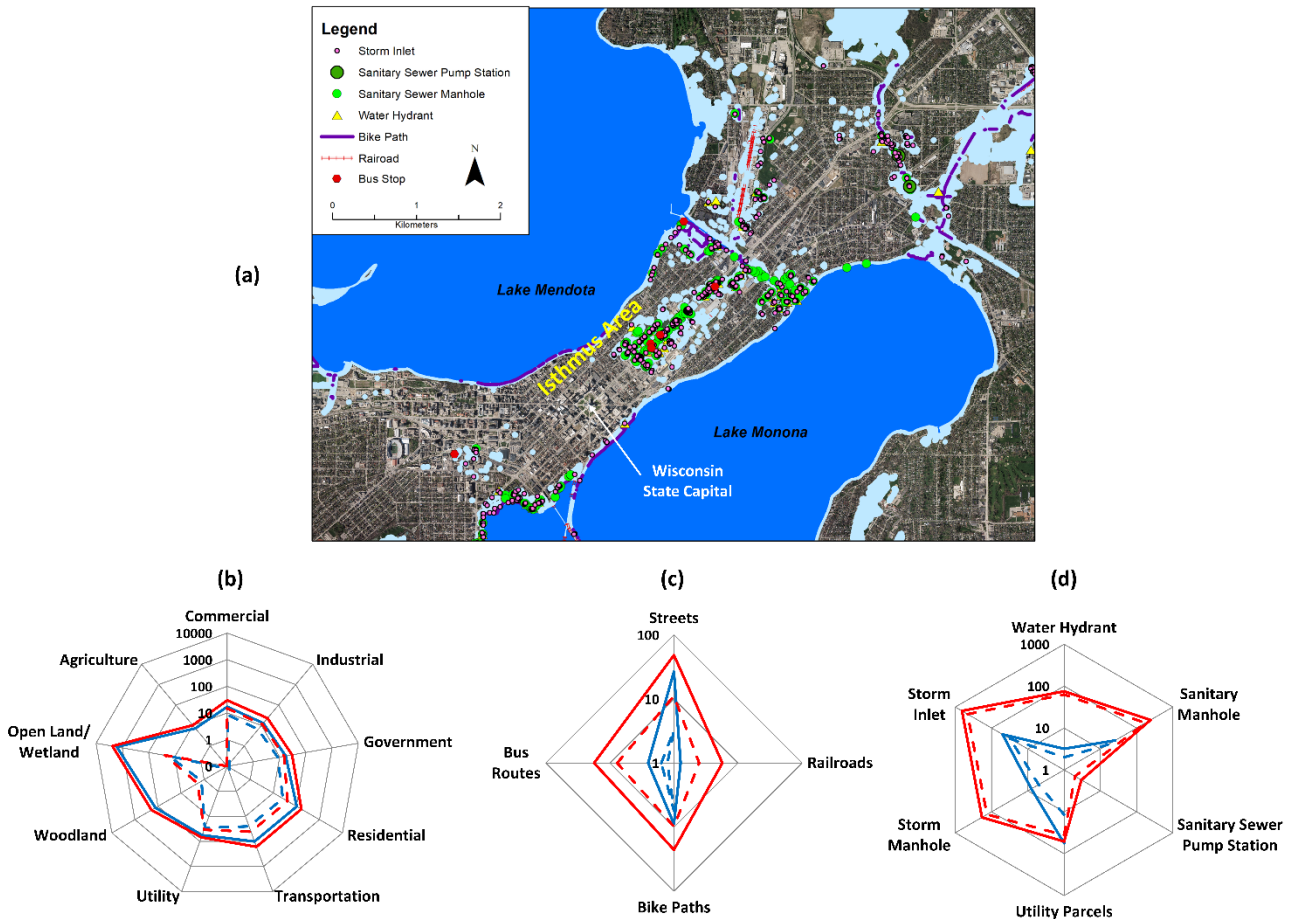 Legend
Storm Inlet
Sanitary Sewer Pump Station
Sanitary Sewer Manhole
Water Hydrant
Bike Path
Rairoad
Bus Stop
N
0 1 2
Kilometers
(a)
Lake Mendota
Isthmus Area
Lake Monona
Wisconsin
State Capital
(b)
Commercial
10000
1000
100
10
1
0
Industrial
Government
Residential
Transportation
Utility
Woodland
Open Land/
Wetland
Agriculture
(c)
Streets
100
10
1
Railroads
Bike Paths
Bus
Routes
(d)
Water Hydrant
1000
100
10
1
Sanitary
Manhole
Sanitary Sewer
Pump Station
Utility Parcels
Storm
Manhole
Storm
Inlet